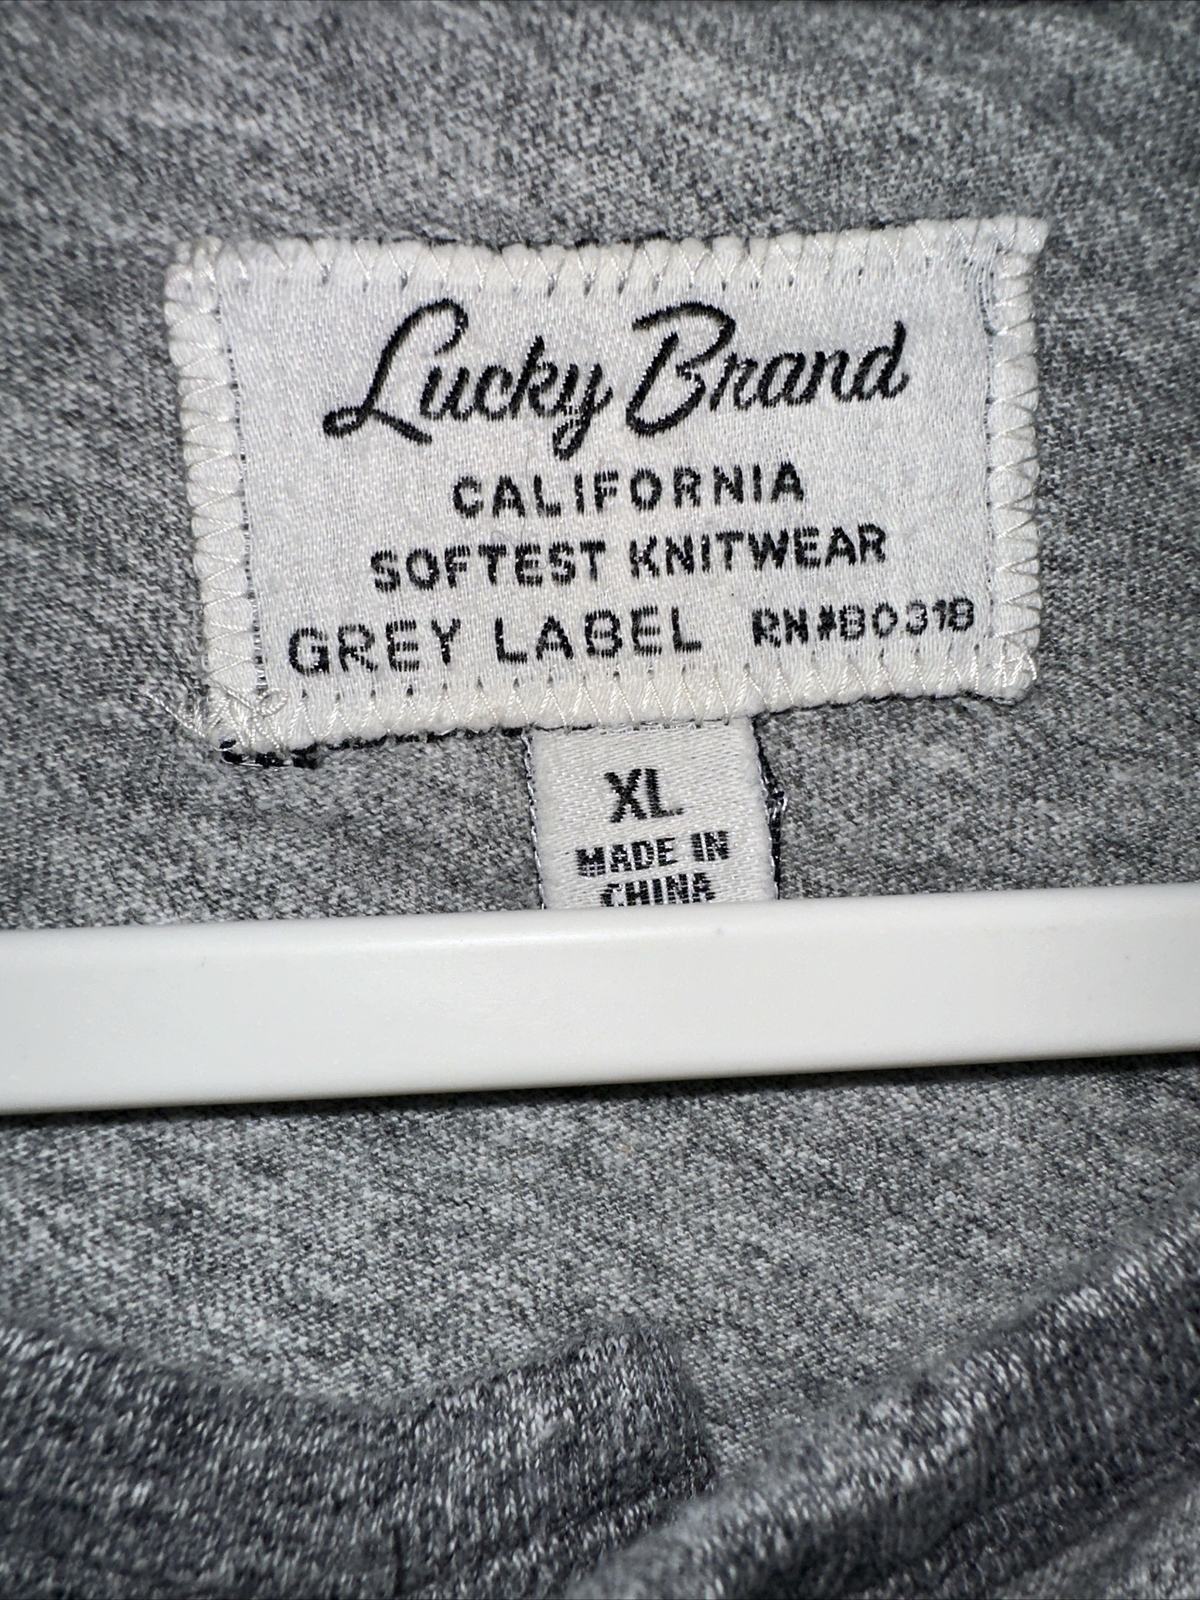 Lucky Brand
CALIFORNIA
SOFTEST KNITWEAR
GREY LABEL RN#80318
XL
MADE IN
CHINA